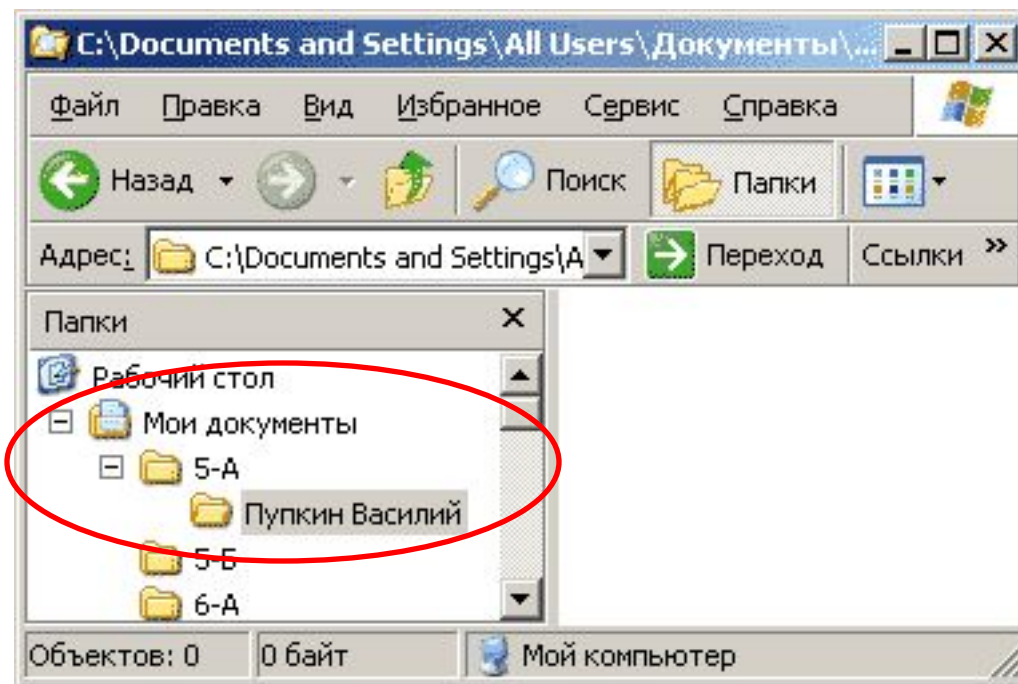 C:\Documents and Settings\All Users\Документы\...
Файл Правка Вид Избранное Сервис Справка
Назад Поиск Папки
Адрес: C:\Documents and Settings\A Переход Ссылки »
Папки
Рабочий стол
Мои документы
5-А
Пупкин Василий
5-Б
6-А
Объектов: 0 0 байт Мой компьютер